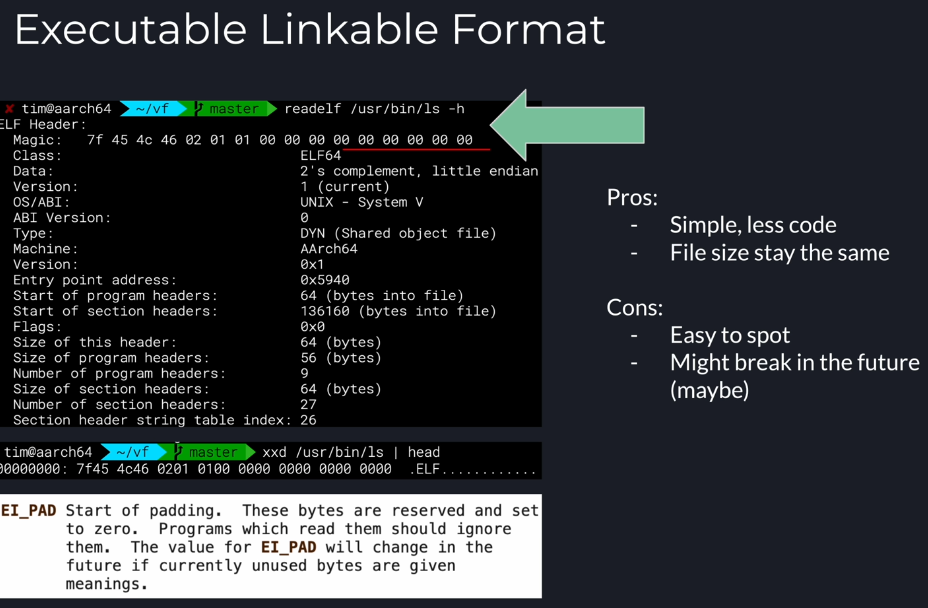 Executable Linkable Format
✘ tim@aarch64 ~/vf master readelf /usr/bin/ls -h
ELF Header:
Magic: 7f 45 4c 46 02 01 01 00 00 00 00 00 00 00 00 00
Class: ELF64
Data: 2's complement, little endian
Version: 1 (current)
OS/ABI: UNIX - System V
ABI Version: 0
Type: DYN (Shared object file)
Machine: AArch64
Version: 0x1
Entry point address: 0x5940
Start of program headers: 64 (bytes into file)
Start of section headers: 136160 (bytes into file)
Flags: 0x0
Size of this header: 64 (bytes)
Size of program headers: 56 (bytes)
Number of program headers: 9
Size of section headers: 64 (bytes)
Number of section headers: 27
Section header string table index: 26
tim@aarch64 ~/vf master xxd /usr/bin/ls | head
00000000: 7f45 4c46 0201 0100 0000 0000 0000 0000 .ELF............
EI_PAD Start of padding. These bytes are reserved and set
to zero. Programs which read them should ignore
them. The value for EI_PAD will change in the
future if currently unused bytes are given
meanings.
Pros:
- Simple, less code
- File size stay the same
Cons:
- Easy to spot
- Might break in the future
(maybe)